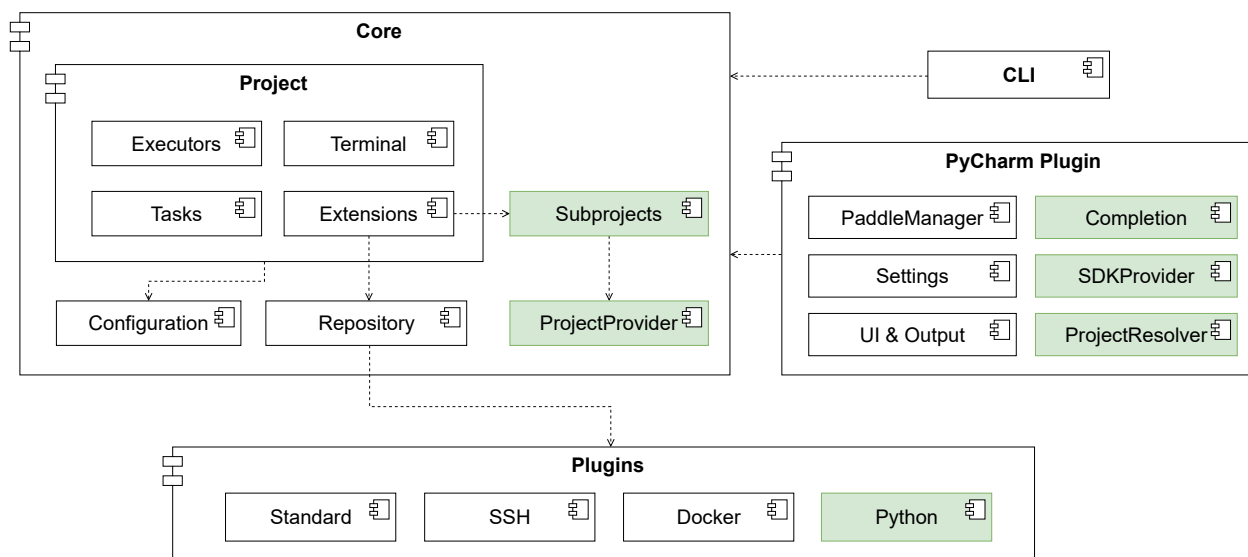 Core
Project
Executors
Terminal
Tasks
Extensions
Subprojects
Configuration
Repository
ProjectProvider
CLI
PyCharm Plugin
PaddleManager
Completion
Settings
SDKProvider
UI & Output
ProjectResolver
Plugins
Standard
SSH
Docker
Python